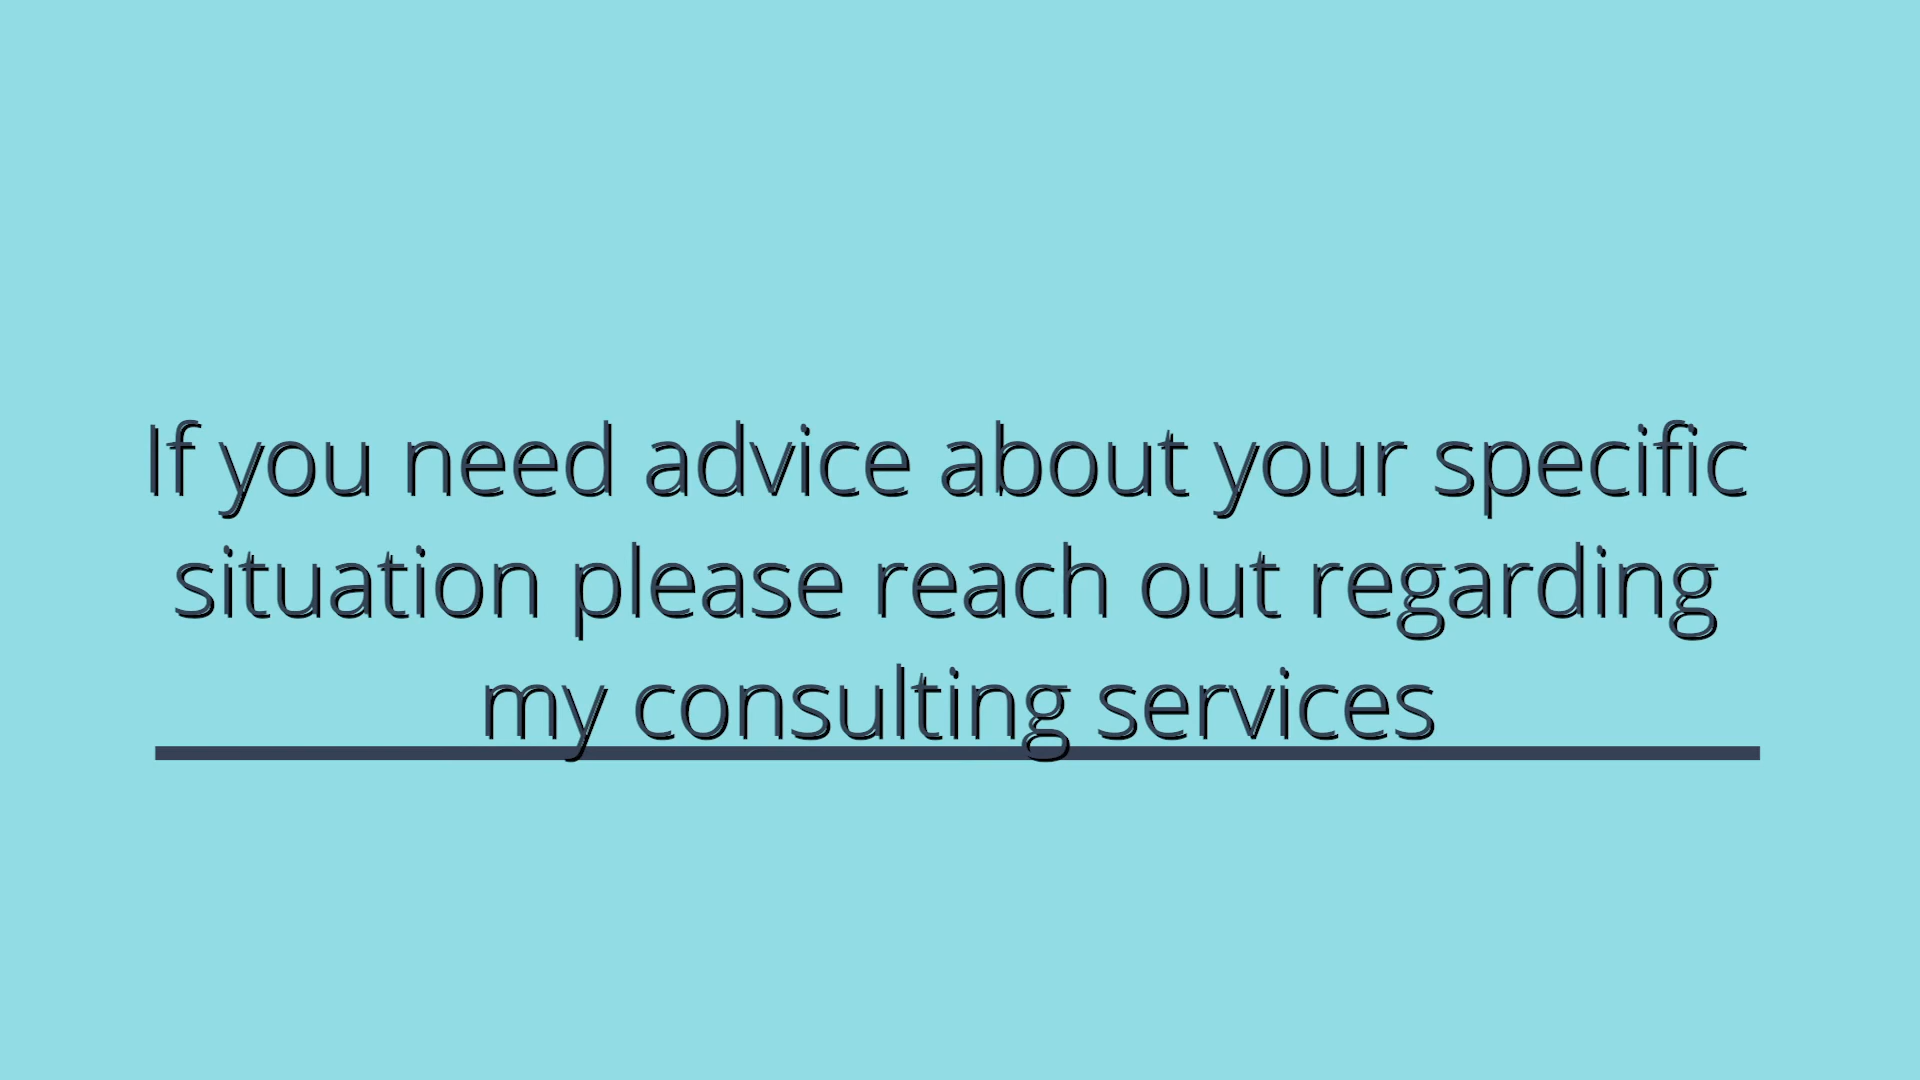 If you need advice about your specific
situation please reach out regarding
my consulting services